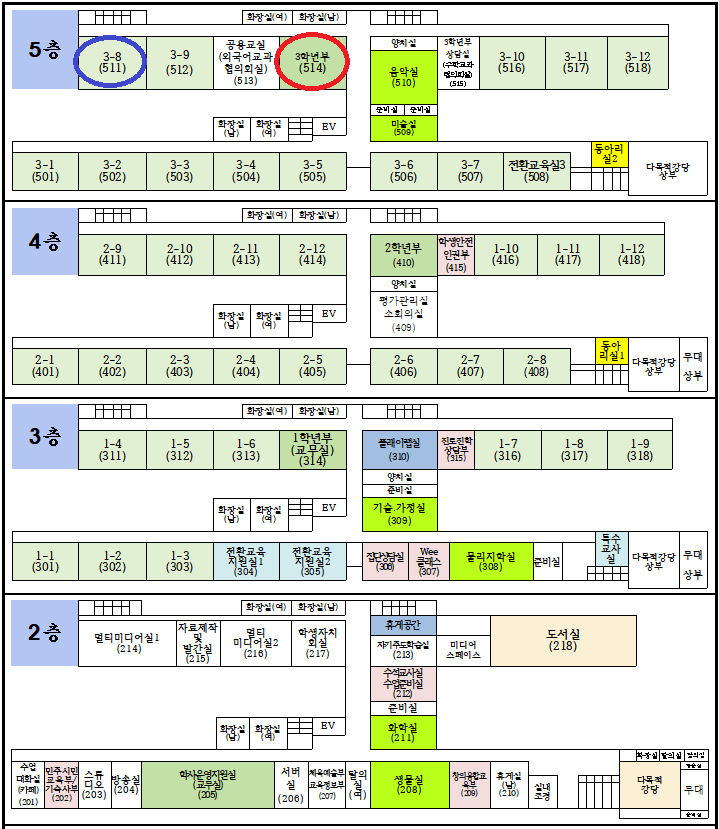 5층
화장실(여) 화장실(남)
3-8
(511)
3-9
(512)
공용교실
(외국어교과
협의회실)
(513)
3학년부
(514)
양치실
음악실
(510)
준비실 준비실
미술실
(509)
3학년부
상담실
(수학교과
협의회실)
(515)
3-10
(516)
3-11
(517)
3-12
(518)
화장실
(남)
화장실
(여)
EV
3-1
(501)
3-2
(502)
3-3
(503)
3-4
(504)
3-5
(505)
3-6
(506)
3-7
(507)
전환교육실3
(508)
동아리
실2
다목적강당
상부
4층
화장실(여) 화장실(남)
2-9
(411)
2-10
(412)
2-11
(413)
2-12
(414)
2학년부
(410)
양치실
평가관리실
소회의실
(409)
학생안전
인권부
(415)
1-10
(416)
1-11
(417)
1-12
(418)
화장실
(남)
화장실
(여)
EV
2-1
(401)
2-2
(402)
2-3
(403)
2-4
(404)
2-5
(405)
2-6
(406)
2-7
(407)
2-8
(408)
동아
리실1
다목적강당
상부
무대
상부
3층
화장실(여) 화장실(남)
1-4
(311)
1-5
(312)
1-6
(313)
1학년부
(교무실)
(314)
플레이랩실
(310)
양치실
준비실
기술.가정실
(309)
진로진학
상담부
(315)
1-7
(316)
1-8
(317)
1-9
(318)
화장실
(남)
화장실
(여)
EV
1-1
(301)
1-2
(302)
1-3
(303)
전환교육
지원실1
(304)
전환교육
지원실2
(305)
집단상담실
(306)
Wee
클래스
(307)
물리지학실
(308)
준비실
특수
교사
실
다목적강당
상부
무대
상부
2층
화장실(여) 화장실(남)
멀티미디어실1
(214)
자료제작
및
발간실
(215)
멀티
미디어실2
(216)
학생자치
회실
(217)
휴게공간
자기주도학습실
(213)
수석교사실
수업준비실
(212)
준비실
화학실
(211)
미디어
스페이스
도서실
(218)
화장실
(남)
화장실
(여)
EV
수업
대화실
(카페)
(201)
민주시민
교육부/
기숙사부
(202)
스튜
디오
(203)
방송실
(204)
학사운영지원실
(교무실)
(205)
서버
실
(206)
체육예술부
교육정보부
(207)
탈의
실
(여)
생물실
(208)
창의융합교
육부
(209)
휴게실
(남)
(210)
실내
조경
화장실 탈의실
다목적
강당
무대